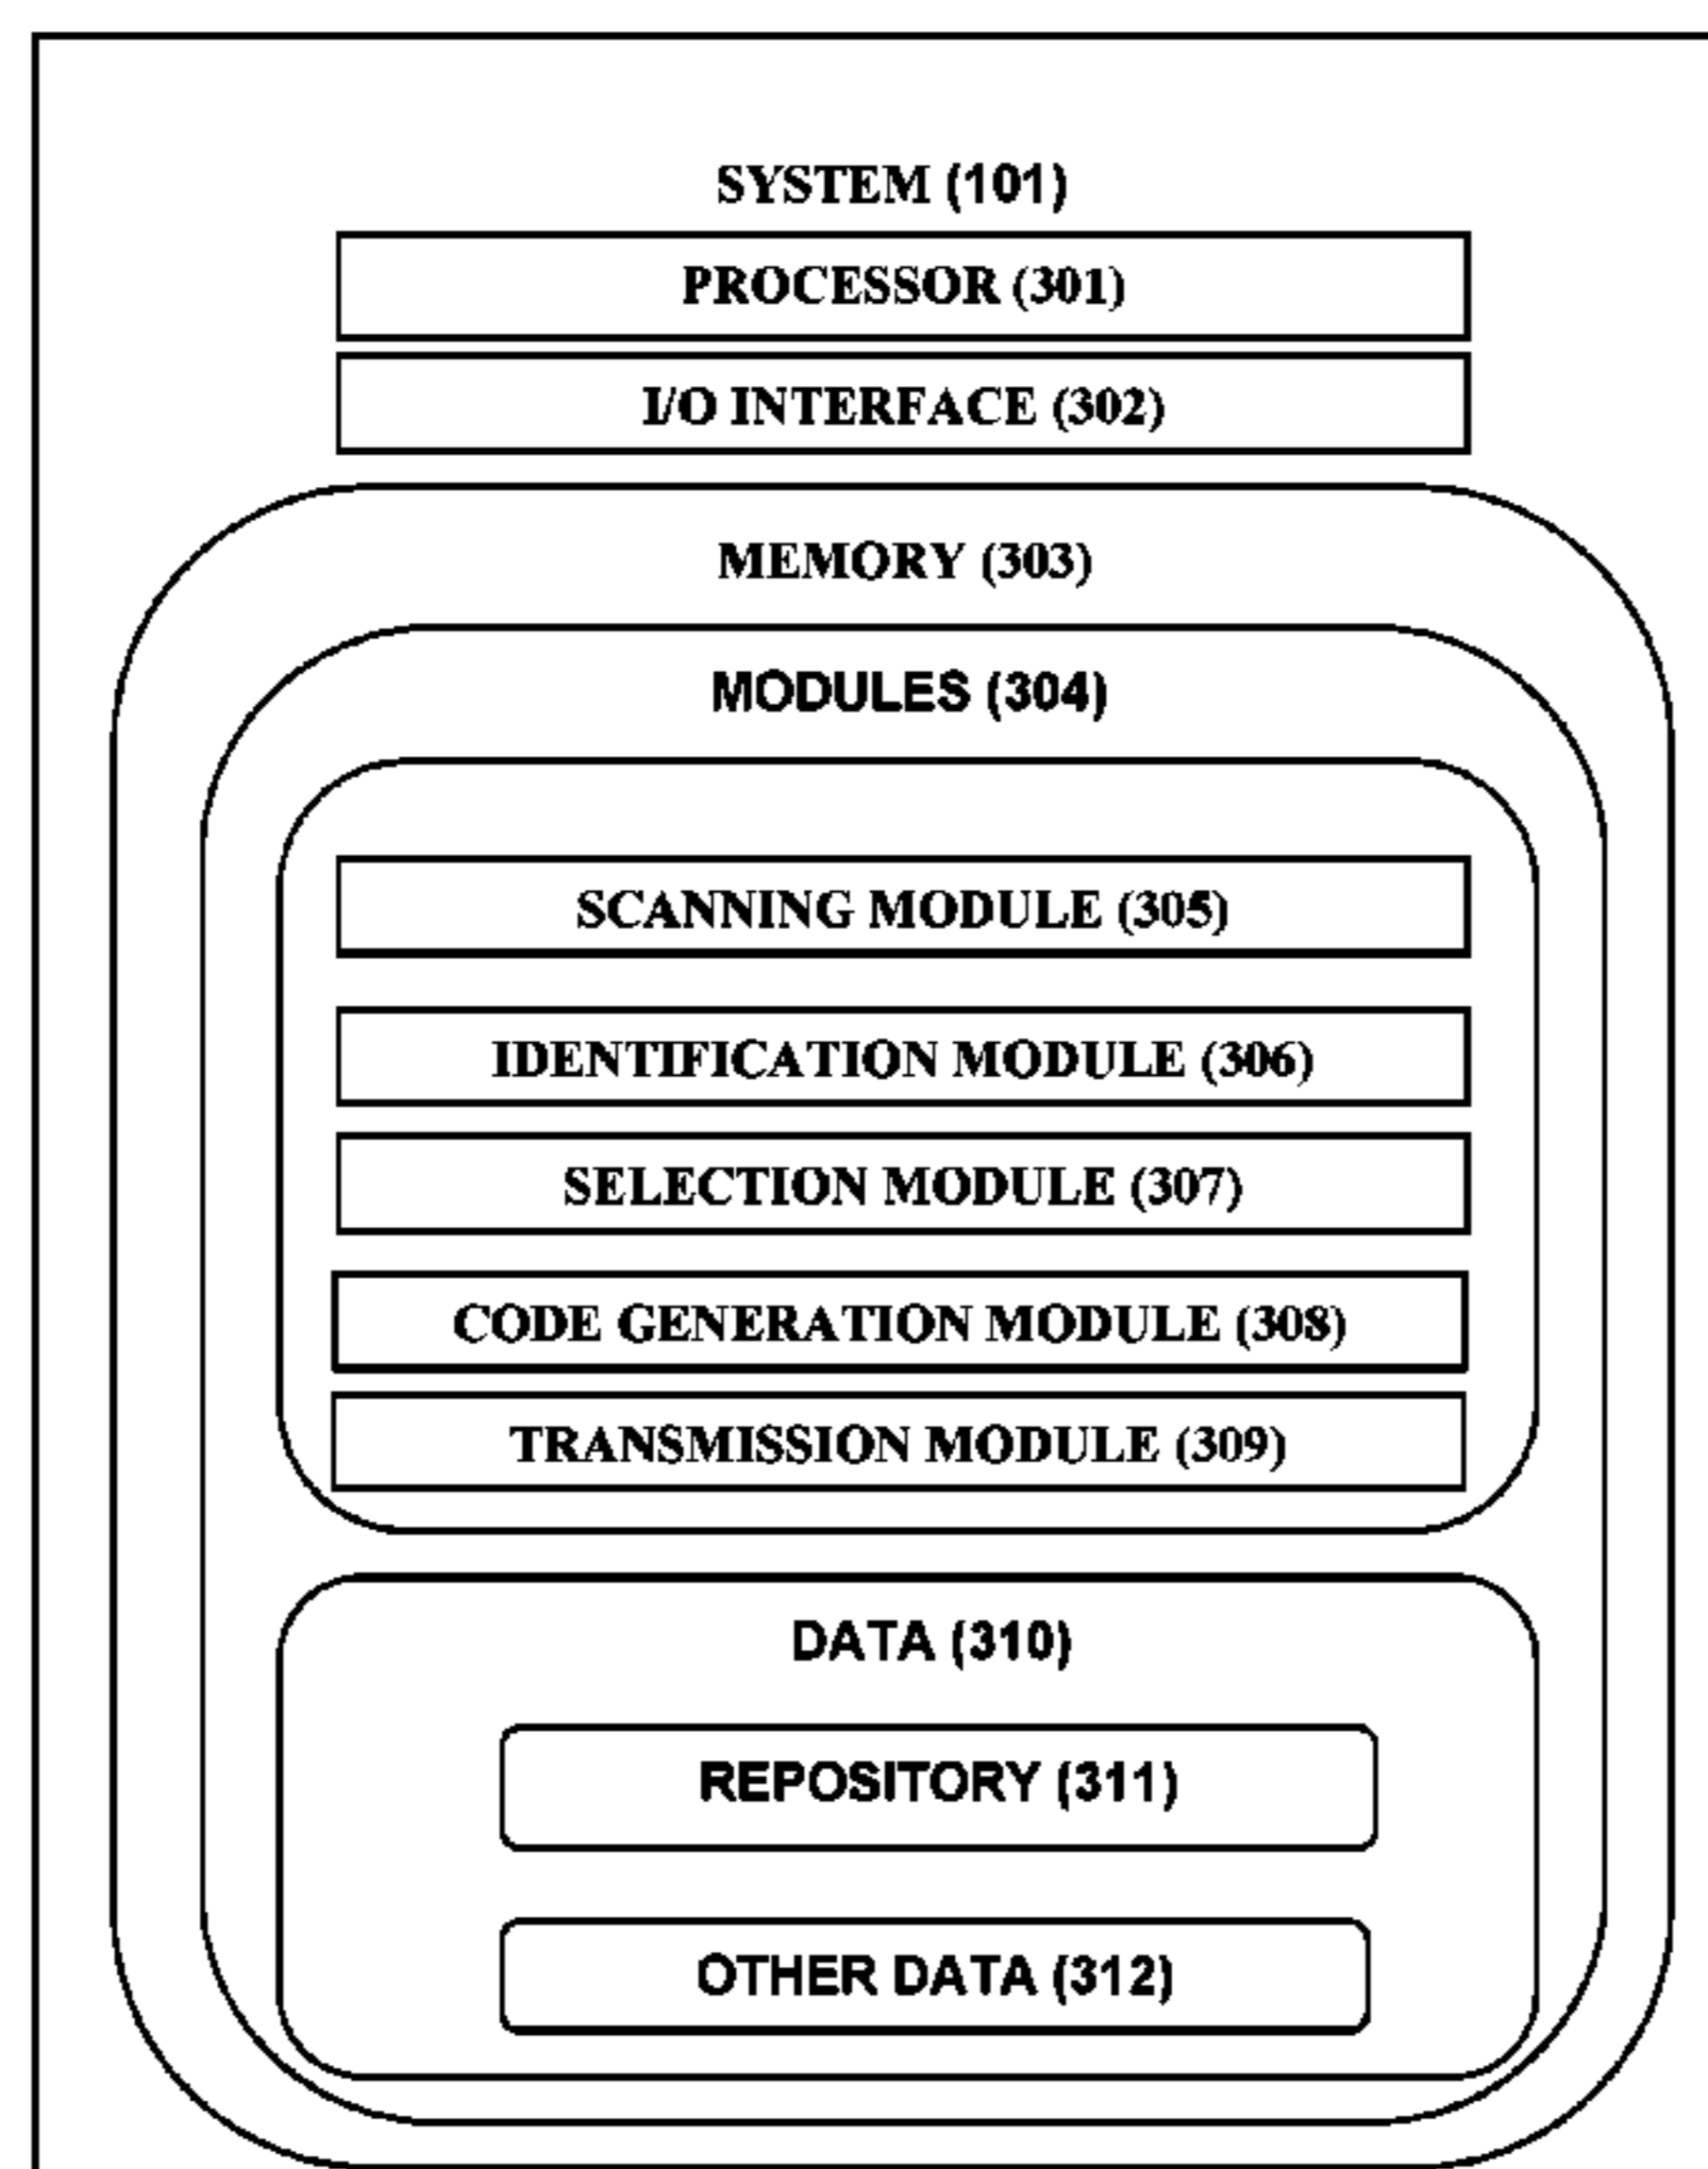 SYSTEM (101)
PROCESSOR (301)
I/O INTERFACE (302)
MEMORY (303)
MODULES (304)
SCANNING MODULE (305)
IDENTIFICATION MODULE (306)
SELECTION MODULE (307)
CODE GENERATION MODULE (308)
TRANSMISSION MODULE (309)
DATA (310)
REPOSITORY (311)
OTHER DATA (312)